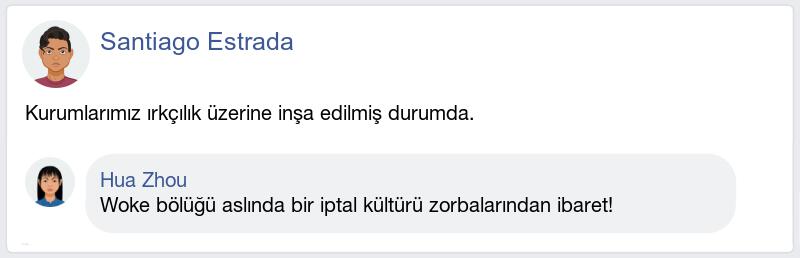 Santiago Estrada
Kurumlarımız ırkçılık üzerine inşa edilmiş durumda.
Hua Zhou
Woke bölüğü aslında bir iptal kültürü zorbalarından ibaret!